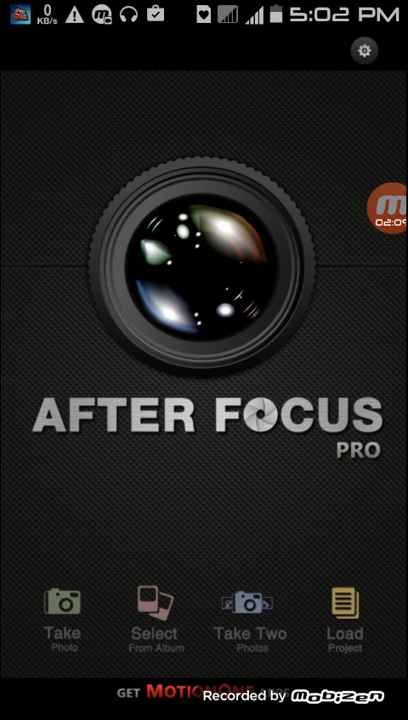 0
KB/s
5:02 PM
02:09
AFTER FOCUS
PRO
Take
Photo
Select
From Album
Take Two
Photos
Load
Project
GET MOTIONONE
Recorded by mobizen